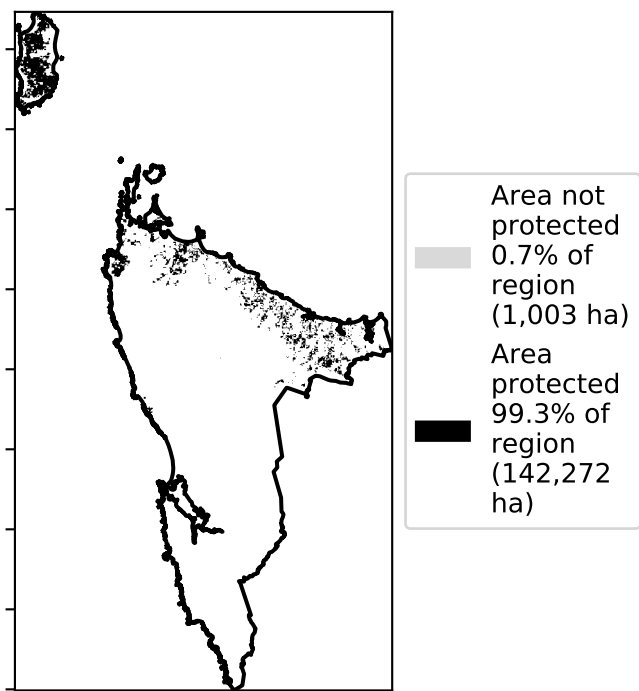 Area not
protected
0.7% of
region
(1,003 ha)
Area
protected
99.3% of
region
(142,272
ha)